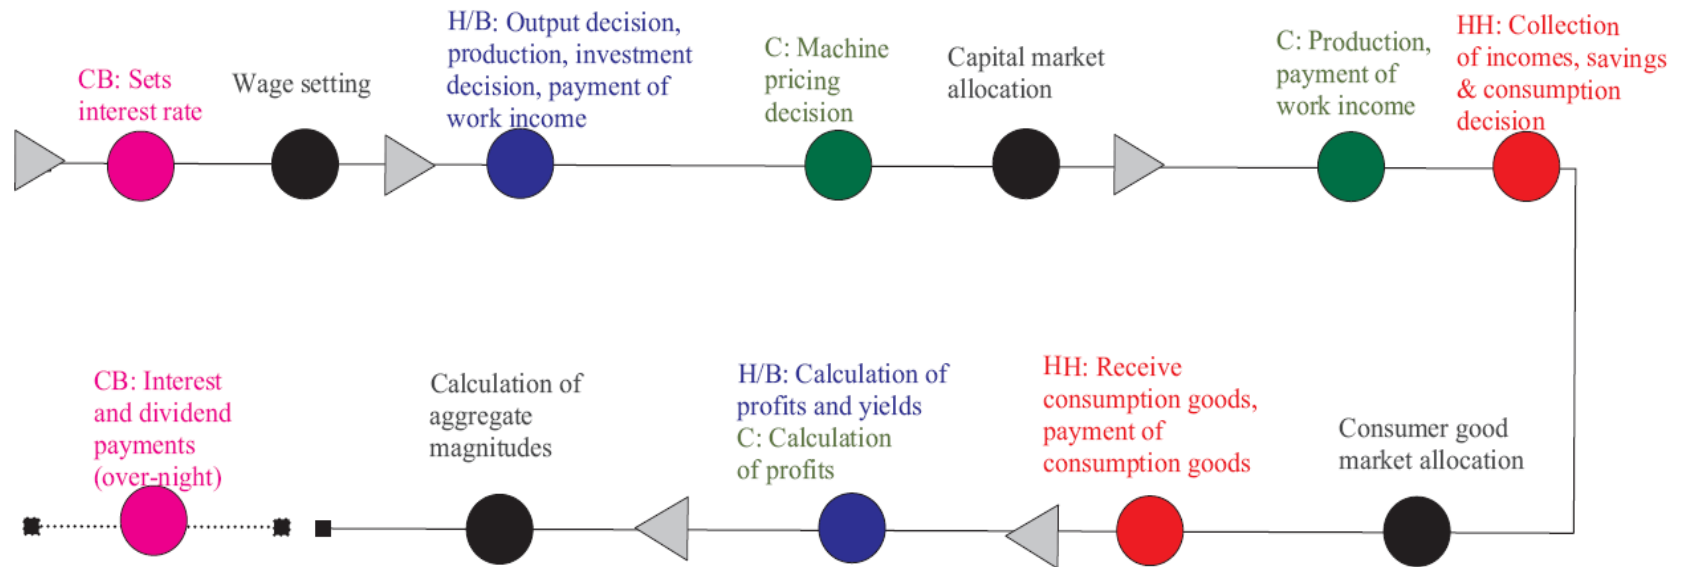 CB: Sets
interest rate
Wage setting
H/B: Output decision,
production, investment
decision, payment of
work income
C: Machine
pricing
decision
Capital market
allocation
C: Production,
payment of
work income
HH: Collection
of incomes, savings
& consumption
decision
CB: Interest
and dividend
payments
(over-night)
Calculation of
aggregate
magnitudes
H/B: Calculation of
profits and yields
C: Calculation
of profits
HH: Receive
consumption goods,
payment of
consumption goods
Consumer good
market allocation